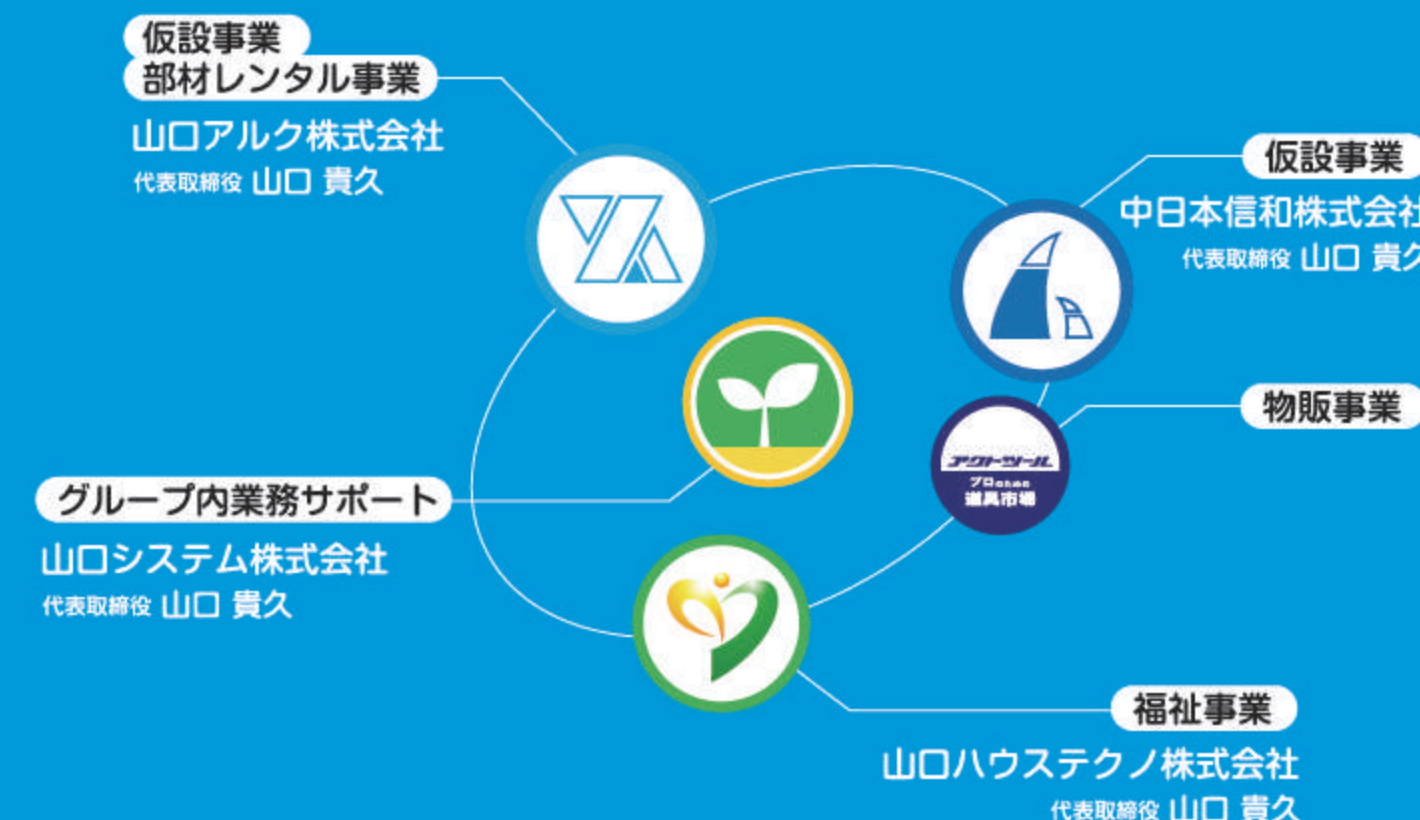 仮設事業
部材レンタル事業
山口アルク株式会社
代表取締役 山口 貴久
仮設事業
中日本信和株式会社
代表取締役 山口 貴久
アクトツール
プロのための
道具市場
物販事業
グループ内業務サポート
山口システム株式会社
代表取締役 山口 貴久
福祉事業
山口ハウステクノ株式会社
代表取締役 山口 貴久